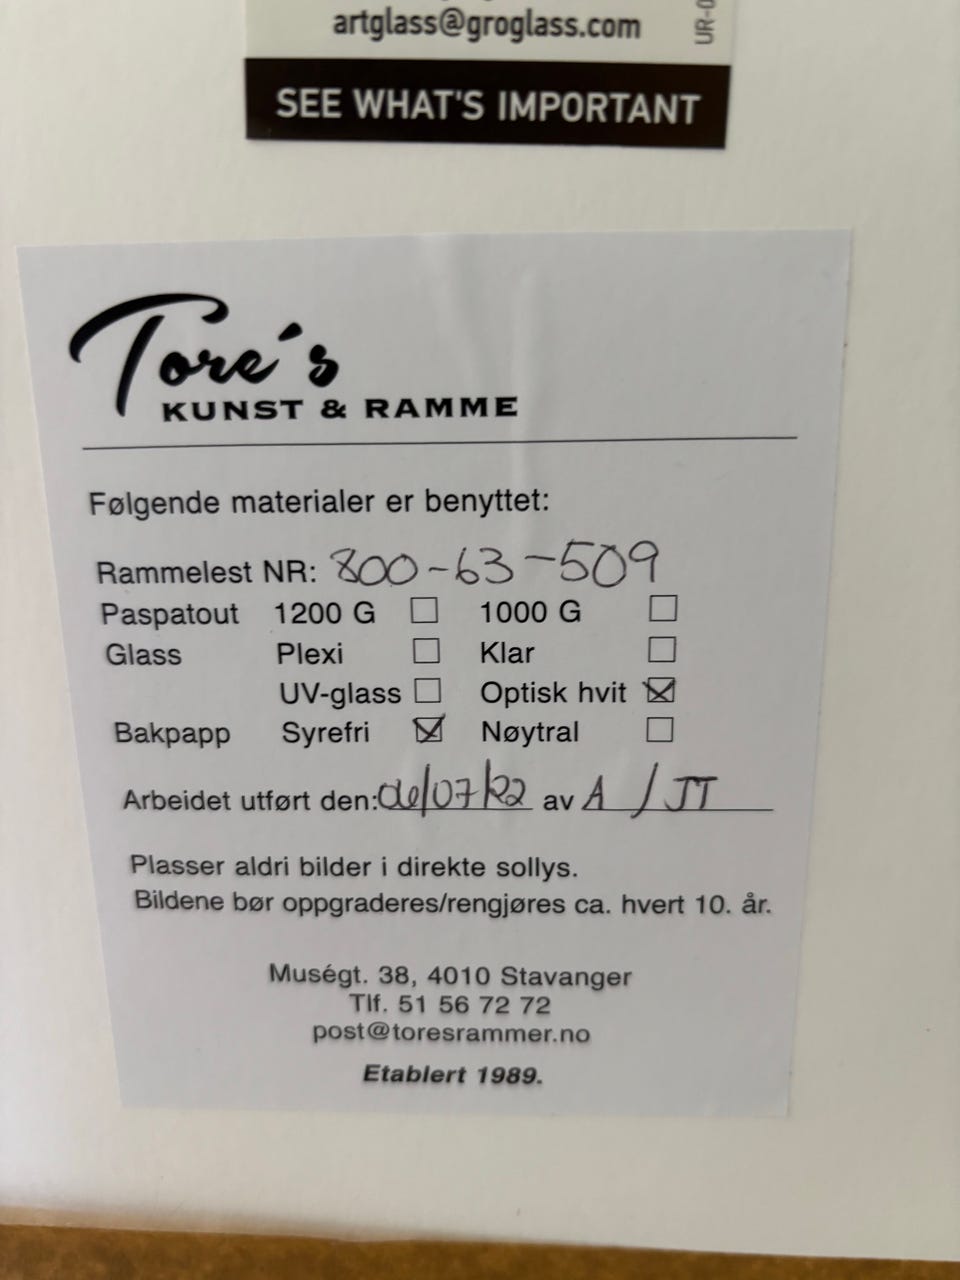 artglass@groglass.com
SEE WHAT'S IMPORTANT
Tore´s
KUNST & RAMME
Følgende materialer er benyttet:
Rammelest NR: 800-63-509
Paspatout 1200 G ☐ 1000 G ☐
Glass Plexi ☐ Klar ☐
UV-glass ☐ Optisk hvit ☒
Bakpapp Syrefri ☒ Nøytral ☐
Arbeidet utført den: av A / JT
Plasser aldri bilder i direkte sollys.
Bildene bør oppgraderes/rengjøres ca. hvert 10. år.
Muségt. 38, 4010 Stavanger
Tlf. 51 56 72 72
post@toresrammer.no
Etablert 1989.